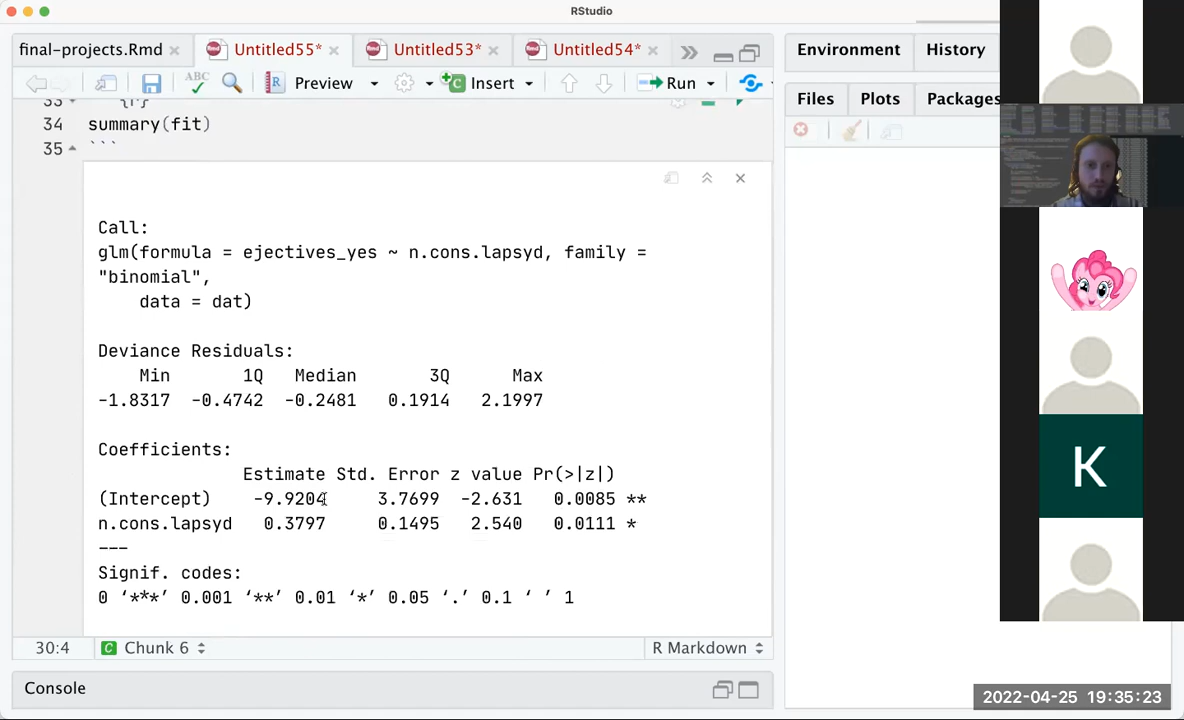 RStudio
final-projects.Rmd
Untitled55*
Untitled53*
Untitled54*
ABC
Preview
Insert
Run
33
{r}
34 summary(fit)
35 ```
Call:
glm(formula = ejectives_yes ~ n.cons.lapsyd, family =
"binomial",
data = dat)
Deviance Residuals:
Min 1Q Median 3Q Max
-1.8317 -0.4742 -0.2481 0.1914 2.1997
Coefficients:
Estimate Std. Error z value Pr(>|z|)
(Intercept) -9.9204 3.7699 -2.631 0.0085 **
n.cons.lapsyd 0.3797 0.1495 2.540 0.0111 *
---
Signif. codes:
0 ‘***’ 0.001 ‘**’ 0.01 ‘*’ 0.05 ‘.’ 0.1 ‘ ’ 1
30:4
Chunk 6
R Markdown
Console
Environment
History
Files
Plots
Packages
K
2022-04-25 19:35:23